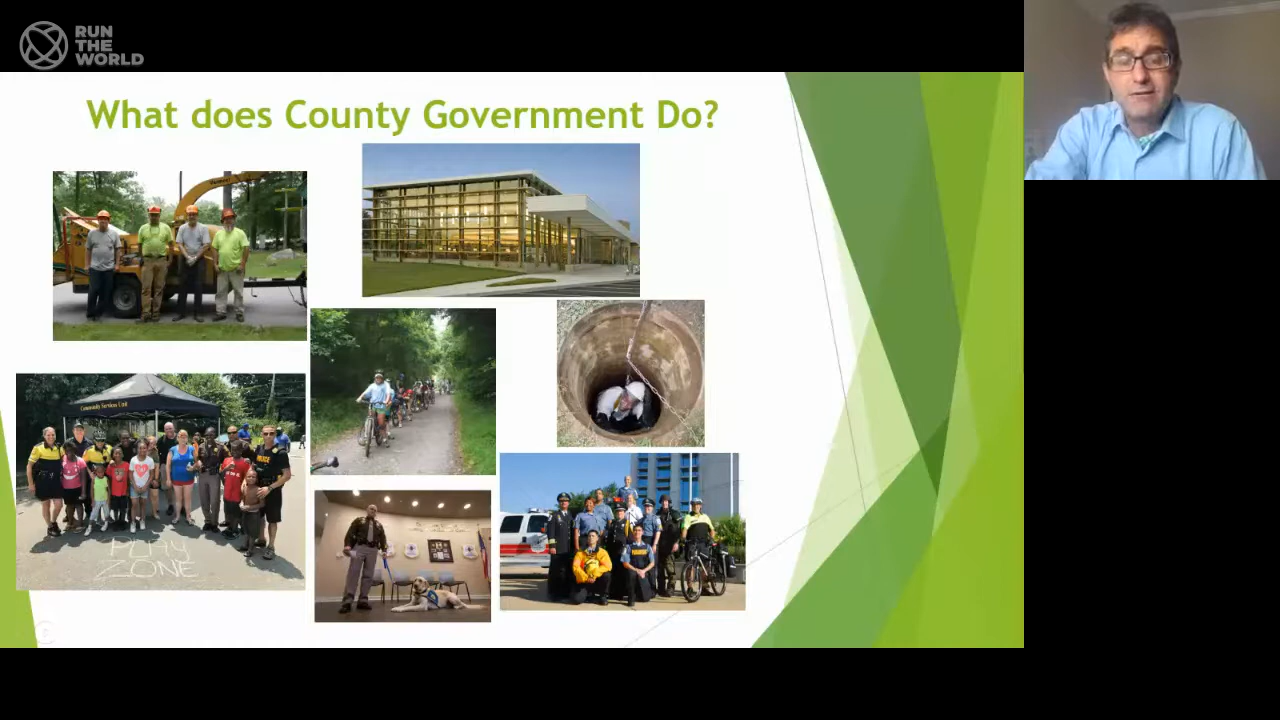 RUN
THE
WORLD
What does County Government Do?
Community Services Unit
PLAY
ZONE